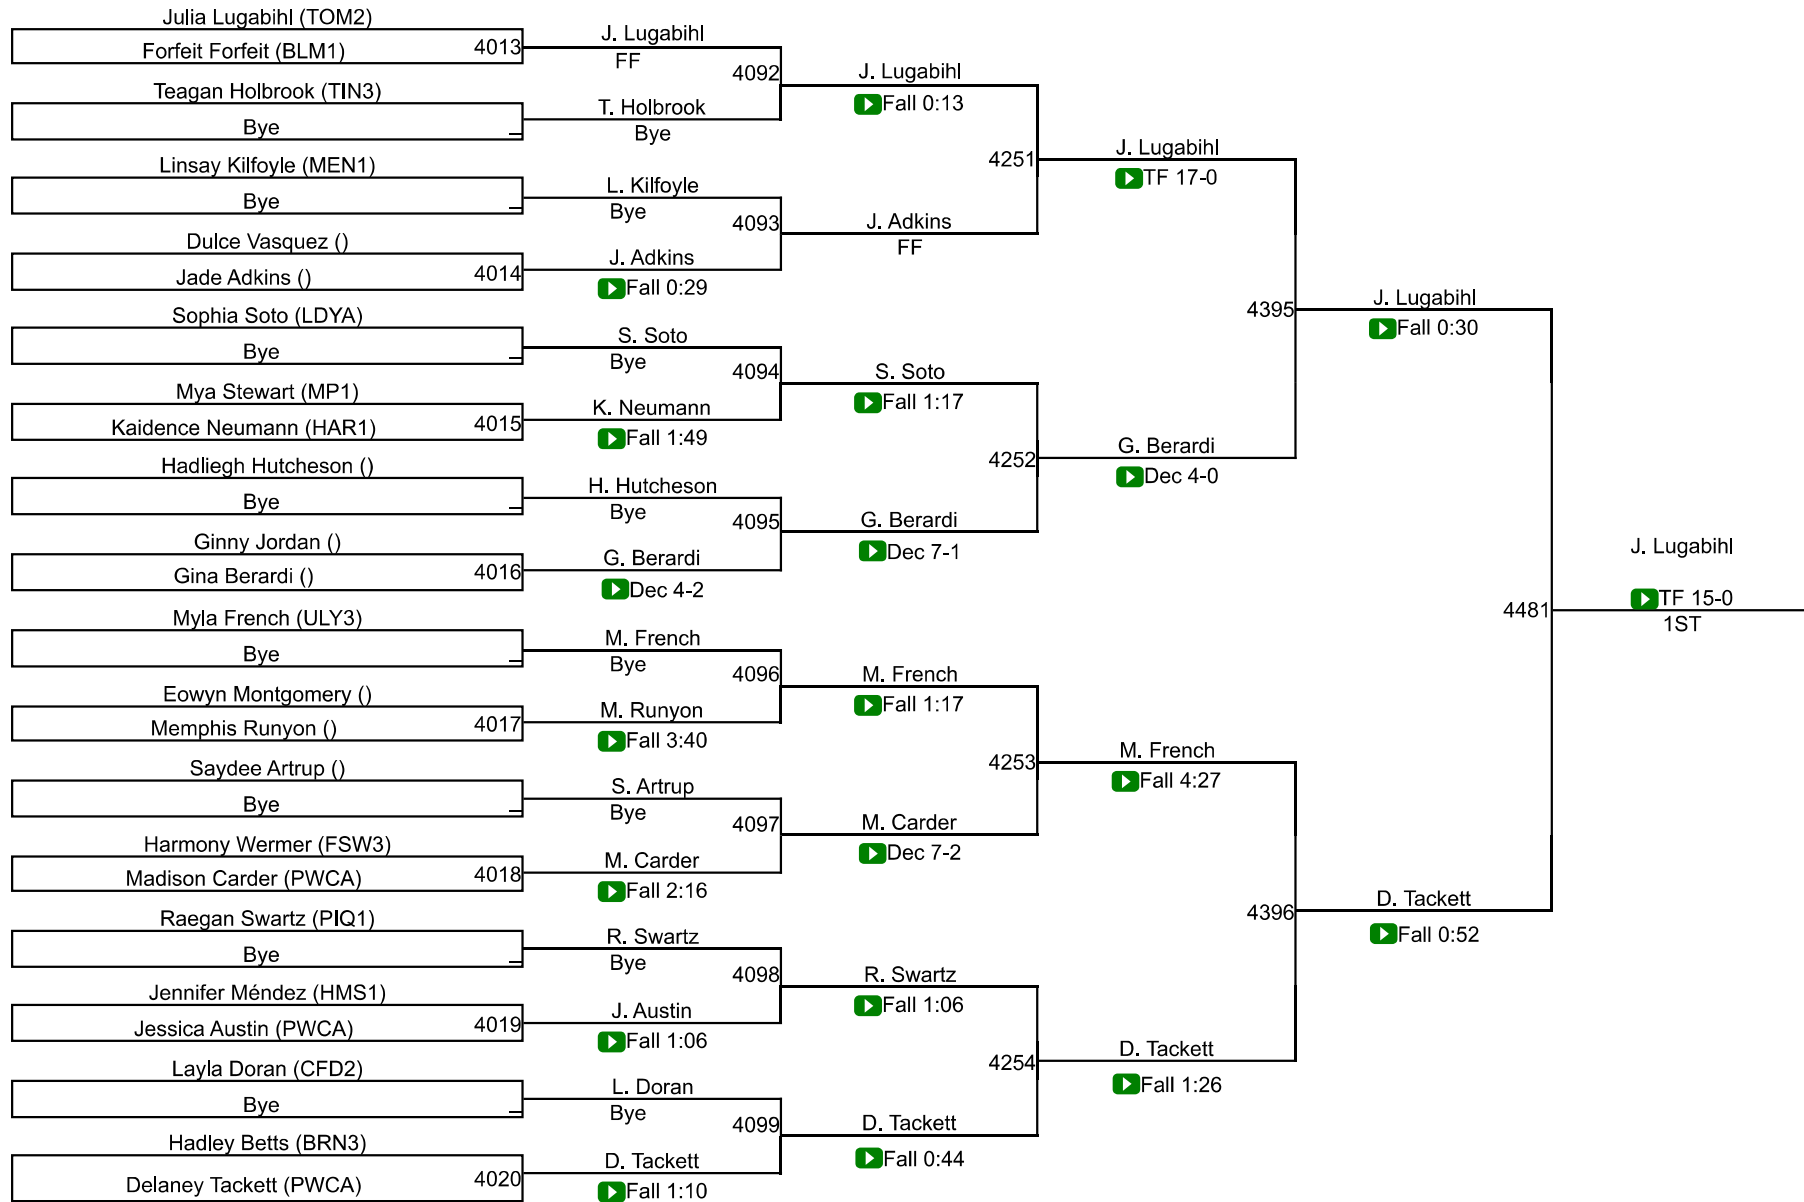 Julia Lugabihl (TOM2)
Forfeit Forfeit (BLM1) 4013
Teagan Holbrook (TIN3)
Bye
Linsay Kilfoyle (MEN1)
Bye
Dulce Vasquez ()
Jade Adkins () 4014
Sophia Soto (LDYA)
Bye
Mya Stewart (MP1)
Kaidence Neumann (HAR1) 4015
Hadliegh Hutcheson ()
Bye
Ginny Jordan ()
Gina Berardi () 4016
Myla French (ULY3)
Bye
Eowyn Montgomery ()
Memphis Runyon () 4017
Saydee Artrup ()
Bye
Harmony Wermer (FSW3)
Madison Carder (PWCA) 4018
Raegan Swartz (PIQ1)
Bye
Jennifer Méndez (HMS1)
Jessica Austin (PWCA) 4019
Layla Doran (CFD2)
Bye
Hadley Betts (BRN3)
Delaney Tackett (PWCA) 4020
J. Lugabihl
FF
4092
T. Holbrook
Bye
L. Kilfoyle
Bye
4093
J. Adkins
Fall 0:29
S. Soto
Bye
4094
K. Neumann
Fall 1:49
H. Hutcheson
Bye
4095
G. Berardi
Dec 4-2
M. French
Bye
4096
M. Runyon
Fall 3:40
S. Artrup
Bye
4097
M. Carder
Fall 2:16
R. Swartz
Bye
4098
J. Austin
Fall 1:06
L. Doran
Bye
4099
D. Tackett
Fall 1:10
J. Lugabihl
Fall 0:13
4251
J. Adkins
FF
S. Soto
Fall 1:17
4252
G. Berardi
Dec 7-1
M. French
Fall 1:17
4253
M. Carder
Dec 7-2
R. Swartz
Fall 1:06
4254
D. Tackett
Fall 0:44
J. Lugabihl
TF 17-0
4395
G. Berardi
Dec 4-0
M. French
Fall 4:27
4396
D. Tackett
Fall 1:26
J. Lugabihl
Fall 0:30
4481
D. Tackett
Fall 0:52
J. Lugabihl
TF 15-0
1ST